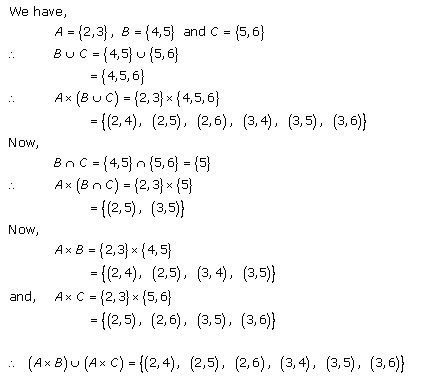 We have,
A = {2,3}, B = {4,5} and C = {5,6}
∴ B ∪ C = {4,5} ∪ {5,6}
= {4,5,6}
∴ A × (B ∪ C) = {2,3} × {4,5,6}
= {(2,4), (2,5), (2,6), (3,4), (3,5), (3,6)}
Now,
B ∩ C = {4,5} ∩ {5,6} = {5}
∴ A × (B ∩ C) = {2,3} × {5}
= {(2,5), (3,5)}
Now,
A × B = {2,3} × {4,5}
= {(2,4), (2,5), (3,4), (3,5)}
and, A × C = {2,3} × {5,6}
= {(2,5), (2,6), (3,5), (3,6)}
∴ (A × B) ∪ (A × C) = {(2,4), (2,5), (2,6), (3,4), (3,5), (3,6)}